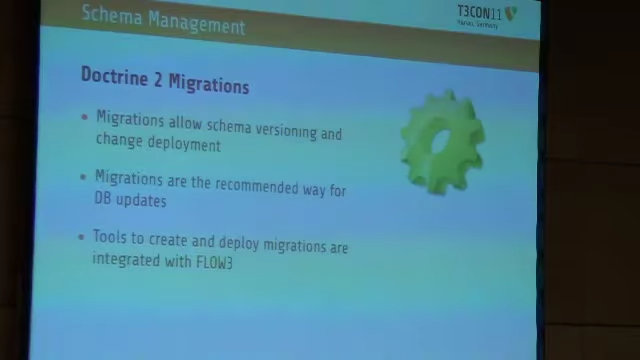 Schema Management
T3CON11
Doctrine 2 Migrations
• Migrations allow schema versioning and
change deployment
• Migrations are the recommended way for
DB updates
• Tools to create and deploy migrations are
integrated with FLOW3